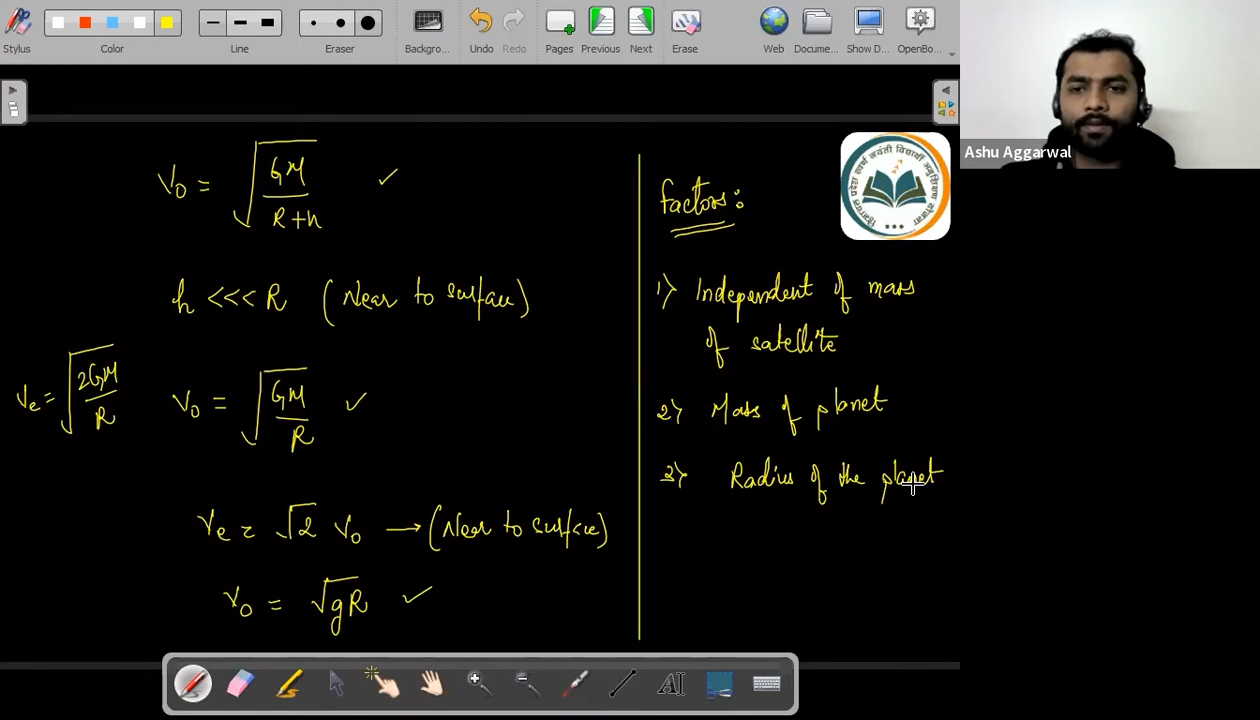 Stylus
Color
Line
Eraser
Backgro...
Undo
Redo
Pages
Previous
Next
Erase
Web
Docume...
Show D...
OpenBo...
Ashu Aggarwal
V₀ = √(GM / R+h) ✓
h <<< R (Near to surface)
Vₑ = √(2GM / R)
V₀ = √(GM / R) ✓
Vₑ = √2 V₀ → (Near to surface)
V₀ = √gR ✓
factors:
1) Independent of mass
of satellite
2) Mass of planet
3) Radius of the planet